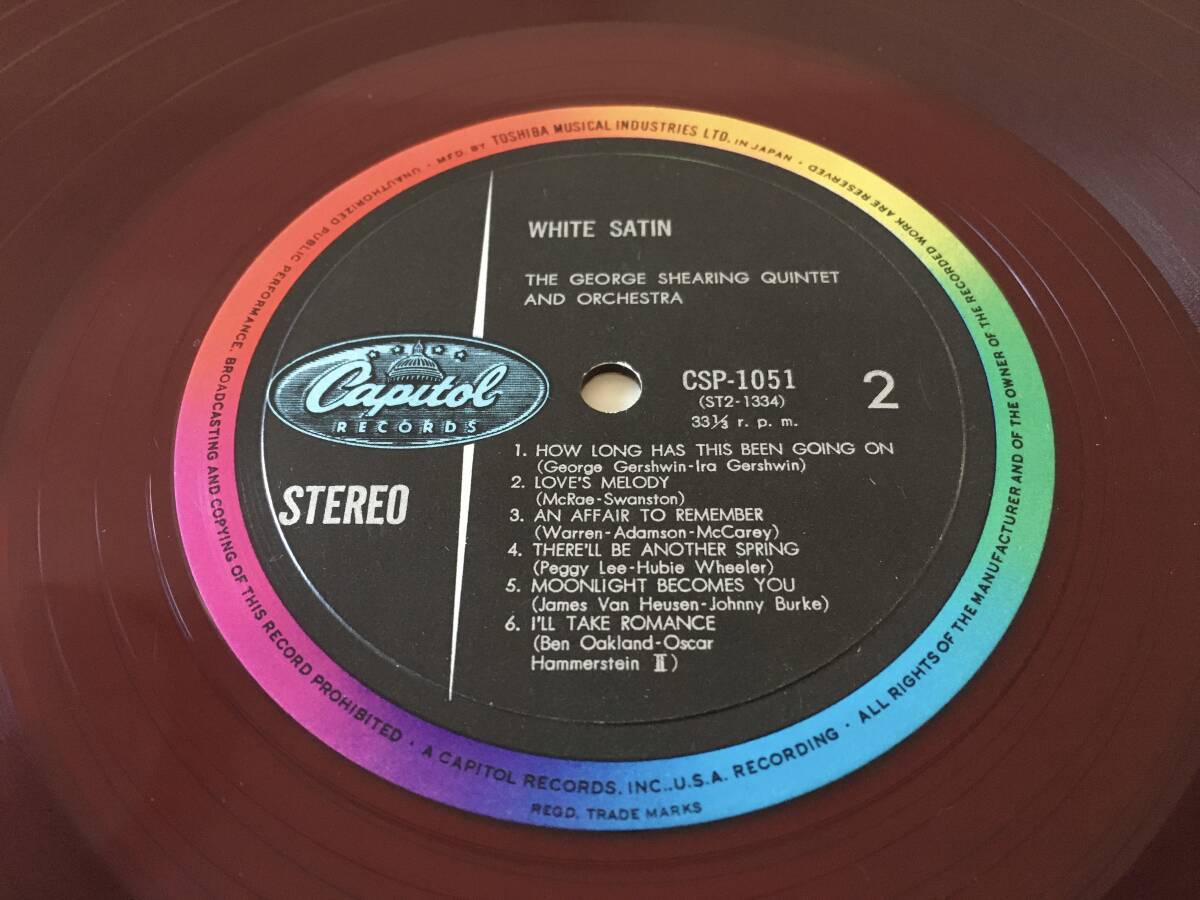 MFD. BY TOSHIBA MUSICAL INDUSTRIES LTD. IN JAPAN · ALL RIGHTS OF THE MANUFACTURER AND OF THE OWNER OF THE RECORDED WORK ARE RESERVED
UNAUTHORIZED PUBLIC PERFORMANCE, BROADCASTING AND COPYING OF THIS RECORD PROHIBITED · A CAPITOL RECORDS, INC., U.S.A. RECORDING ·
REGD. TRADE MARKS
WHITE SATIN
THE GEORGE SHEARING QUINTET
AND ORCHESTRA
Capitol
RECORDS
STEREO
CSP-1051
(ST2-1334)
33⅓ r. p. m.
2
1. HOW LONG HAS THIS BEEN GOING ON
(George Gershwin-Ira Gershwin)
2. LOVE'S MELODY
(McRae-Swanston)
3. AN AFFAIR TO REMEMBER
(Warren-Adamson-McCarey)
4. THERE'LL BE ANOTHER SPRING
(Peggy Lee-Hubie Wheeler)
5. MOONLIGHT BECOMES YOU
(James Van Heusen-Johnny Burke)
6. I'LL TAKE ROMANCE
(Ben Oakland-Oscar
Hammerstein II)